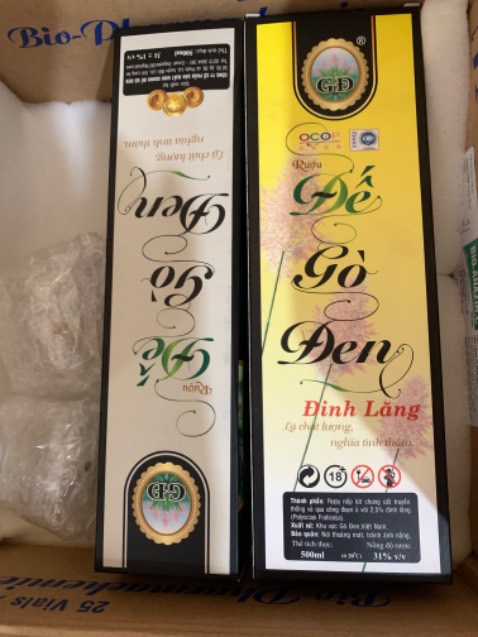 Bio-Ph
GĐ
®
OCOP
Rượu
Đế
Gò
Đen
Đinh Lăng
Lạ chất lượng,
nghĩa tình thâm.
18+
Thành phần: Rượu nếp lứt chưng cất truyền
thống và qua công đoạn ủ với 2,5% đinh lăng
(Polyscias Fruticosa).
Xuất xứ: Khu vực Gò Đen, Việt Nam.
Bảo quản: Nơi thoáng mát, tránh ánh nắng.
Thể tích thực: Nồng độ rượu:
500ml 31% v/v
Rượu
Đế
Gò
Đen
Lạ chất lượng,
nghĩa tình thâm.
Thể tích thực: 500ml 31 ± 1% v/v
GĐ
25 Vials
Bio-Pharmachemie